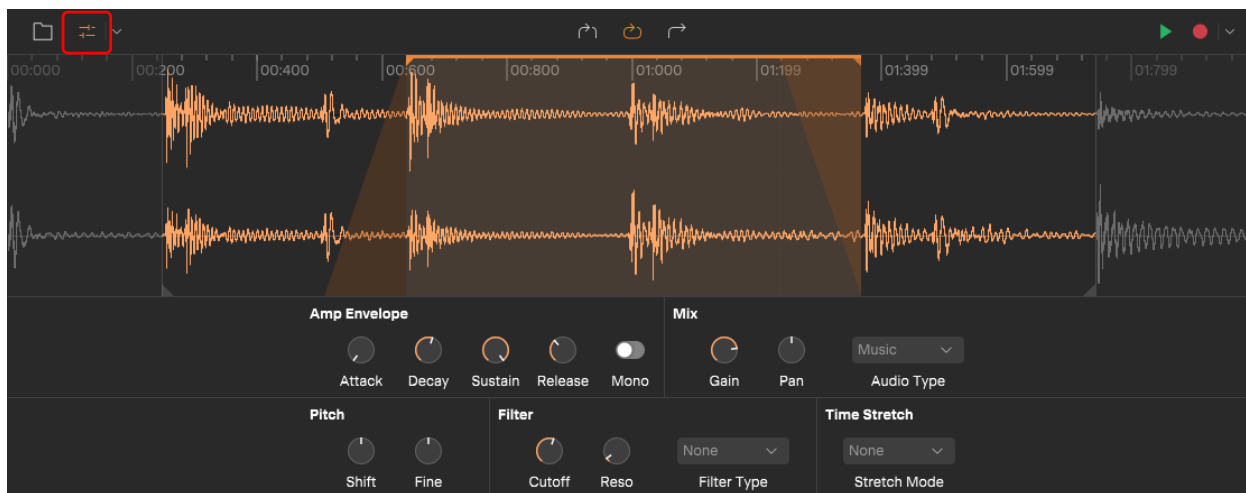 00:000 00:200 00:400 00:600 00:800 01:000 01:199 01:399 01:599 01:799
Amp Envelope Mix
Music
Attack Decay Sustain Release Mono Gain Pan Audio Type
Pitch Filter Time Stretch
None None
Shift Fine Cutoff Reso Filter Type Stretch Mode